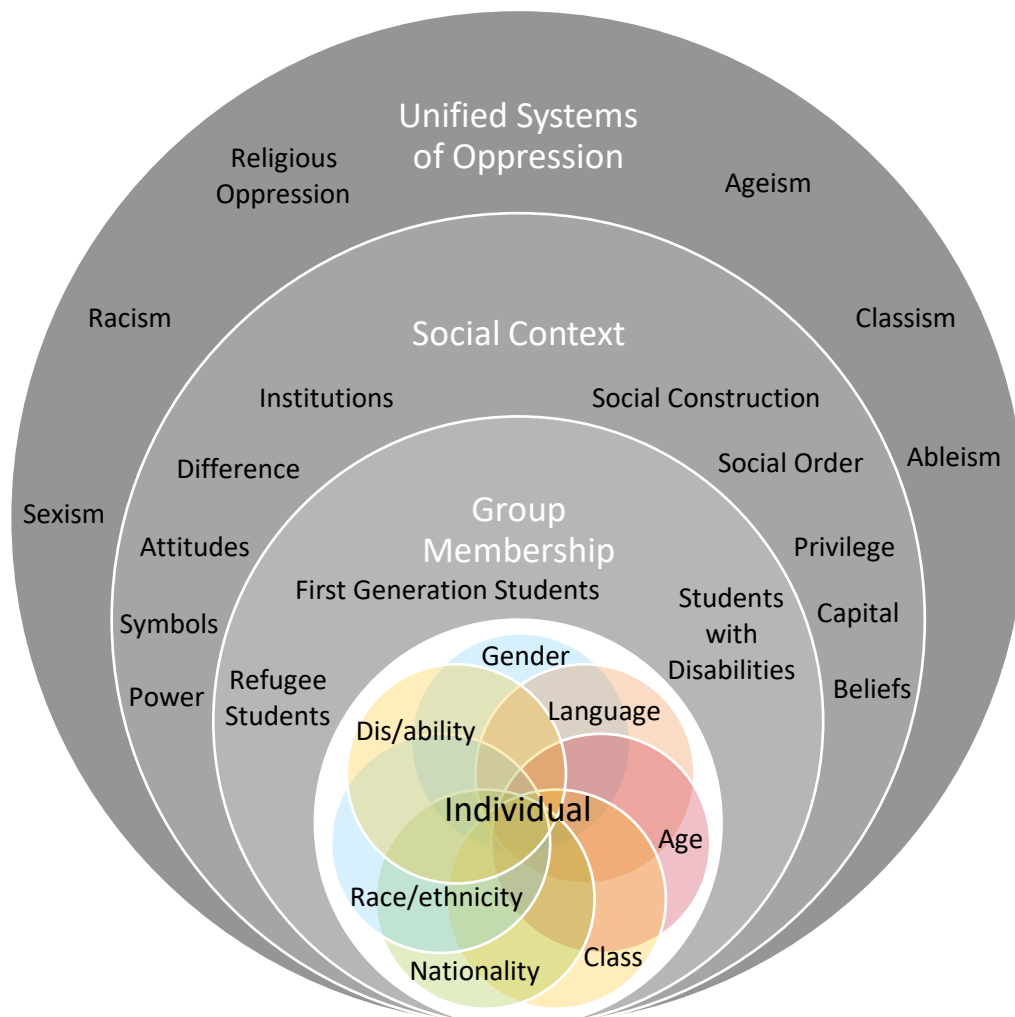 Unified Systems
of Oppression
Religious
Oppression
Ageism
Racism
Classism
Sexism
Ableism
Social Context
Institutions
Social Construction
Difference
Social Order
Attitudes
Privilege
Symbols
Capital
Power
Beliefs
Group
Membership
First Generation Students
Students
with
Disabilities
Refugee
Students
Gender
Language
Dis/ability
Individual
Age
Race/ethnicity
Class
Nationality